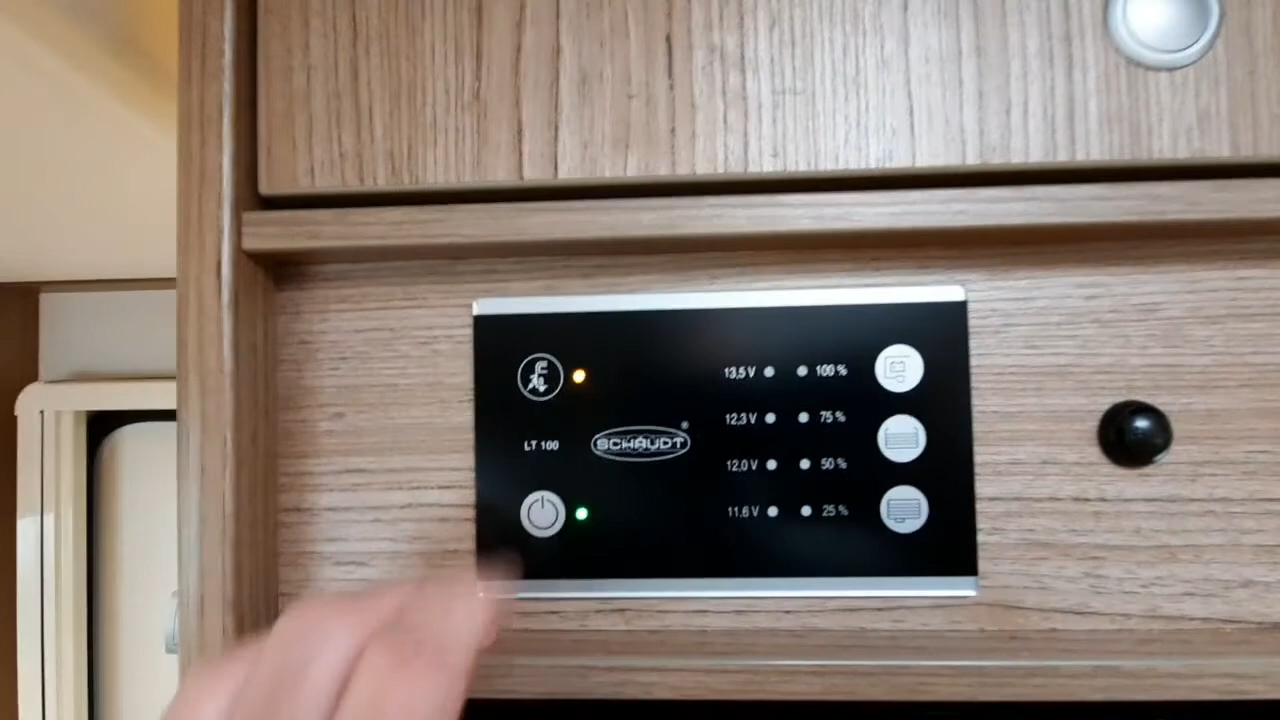 13,5 V 100 %
12,3 V 75 %
LT 100 SCHAUDT ®
12,0 V 50 %
11,6 V 25 %